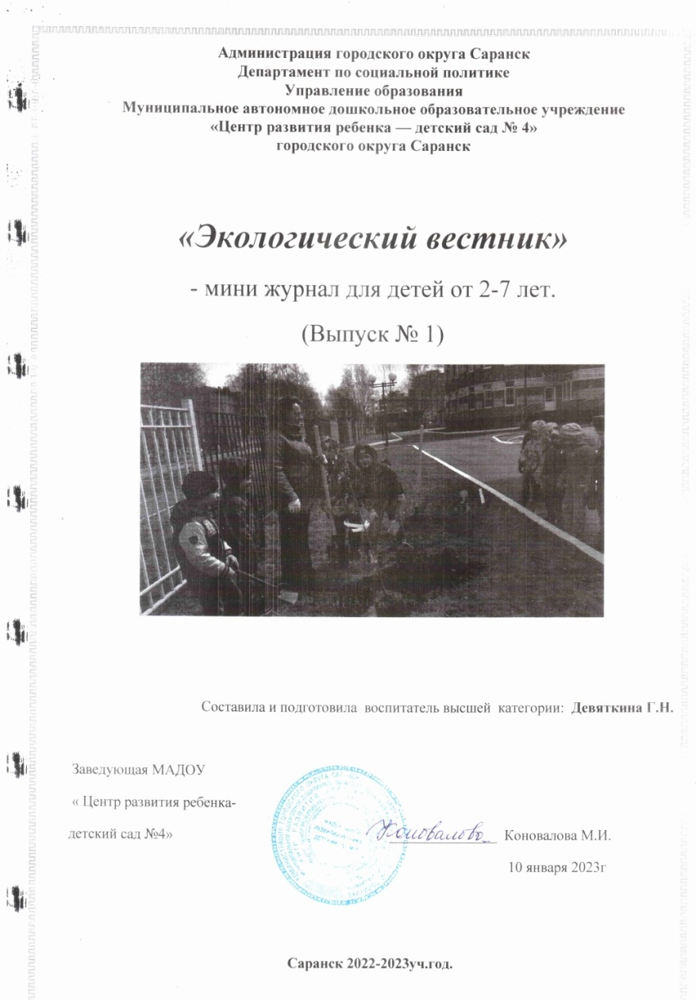 Администрация городского округа Саранск
Департамент по социальной политике
Управление образования
Муниципальное автономное дошкольное образовательное учреждение
«Центр развития ребенка — детский сад № 4»
городского округа Саранск
«Экологический вестник»
- мини журнал для детей от 2-7 лет.
(Выпуск № 1)
Составила и подготовила воспитатель высшей категории: Девяткина Г.Н.
Заведующая МАДОУ
« Центр развития ребенка-
детский сад №4»
Коновалова Коновалова М.И.
10 января 2023г
Саранск 2022-2023уч.год.